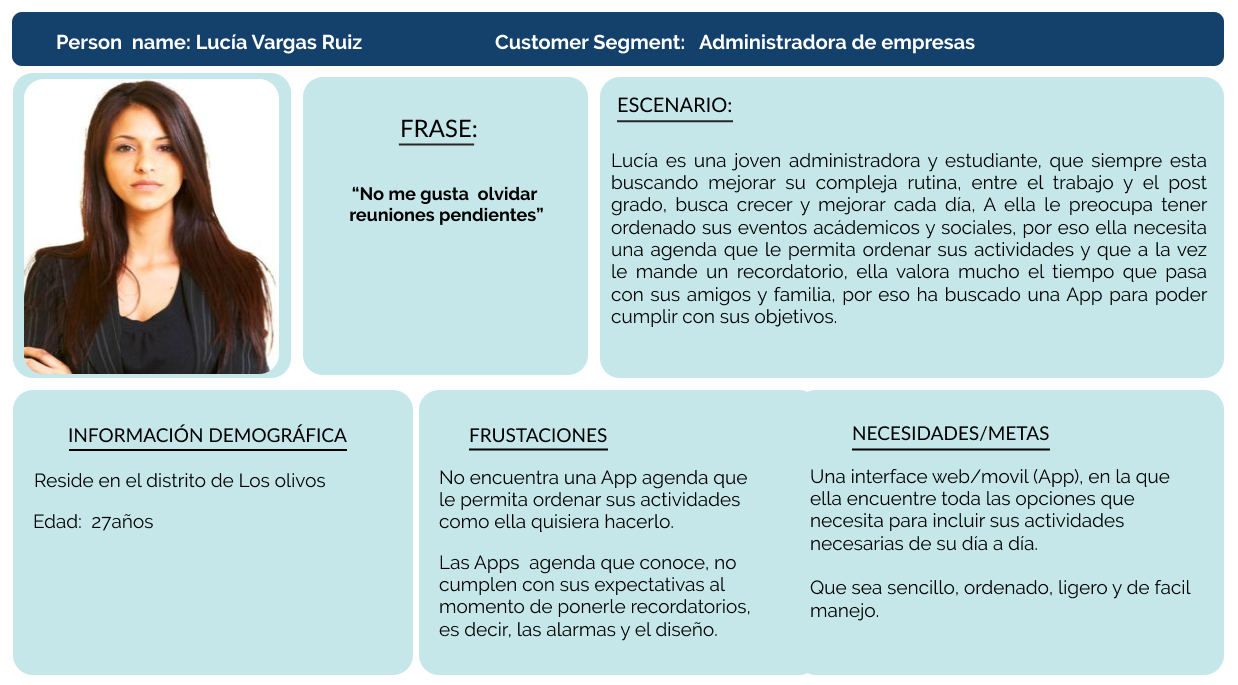 Person  name: Lucía Vargas Ruiz
Customer Segment:   Administradora de empresas
FRASE:
“No me gusta  olvidar
reuniones pendientes”
ESCENARIO:
Lucía es una joven administradora y estudiante, que siempre esta
buscando mejorar su compleja rutina, entre el trabajo y el post
grado, busca crecer y mejorar cada día, A ella le preocupa tener
ordenado sus eventos acádemicos y sociales, por eso ella necesita
una agenda que le permita ordenar sus actividades y que a la vez
le mande un recordatorio, ella valora mucho el tiempo que pasa
con sus amigos y familia, por eso ha buscado una App para poder
cumplir con sus objetivos.
INFORMACIÓN DEMOGRÁFICA
Reside en el distrito de Los olivos
Edad:  27años
FRUSTACIONES
No encuentra una App agenda que
le permita ordenar sus actividades
como ella quisiera hacerlo.
Las Apps  agenda que conoce, no
cumplen con sus expectativas al
momento de ponerle recordatorios,
es decir, las alarmas y el diseño.
NECESIDADES/METAS
Una interface web/movil (App), en la que
ella encuentre toda las opciones que
necesita para incluir sus actividades
necesarias de su día a día.
Que sea sencillo, ordenado, ligero y de facil
manejo.